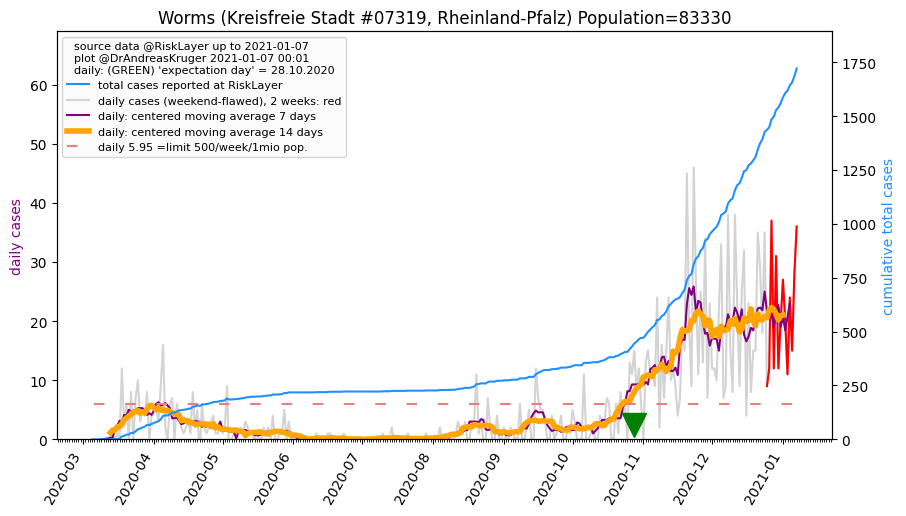 Worms (Kreisfreie Stadt #07319, Rheinland-Pfalz) Population=83330
source data @RiskLayer up to 2021-01-07
plot @DrAndreasKruger 2021-01-07 00:01
daily: (GREEN) 'expectation day' = 28.10.2020
total cases reported at RiskLayer
daily cases (weekend-flawed), 2 weeks: red
daily: centered moving average 7 days
daily: centered moving average 14 days
daily 5.95 =limit 500/week/1mio pop.
daily cases
60
50
40
30
20
10
0
cumulative total cases
1750
1500
1250
1000
750
500
250
0
2020-03
2020-04
2020-05
2020-06
2020-07
2020-08
2020-09
2020-10
2020-11
2020-12
2021-01